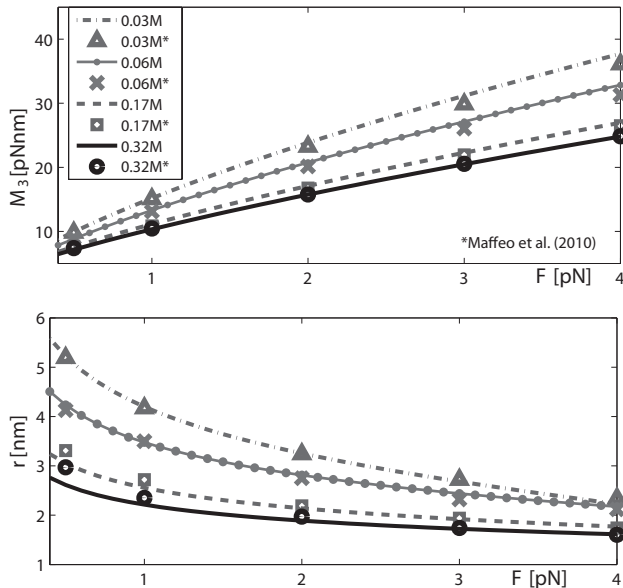 40
30
20
10
M3 [pNnm]
0.03M
0.03M*
0.06M
0.06M*
0.17M
0.17M*
0.32M
0.32M*
*Maffeo et al. (2010)
1
2
3
4
F [pN]
6
5
4
3
2
1
r [nm]
1
2
3
4
F [pN]